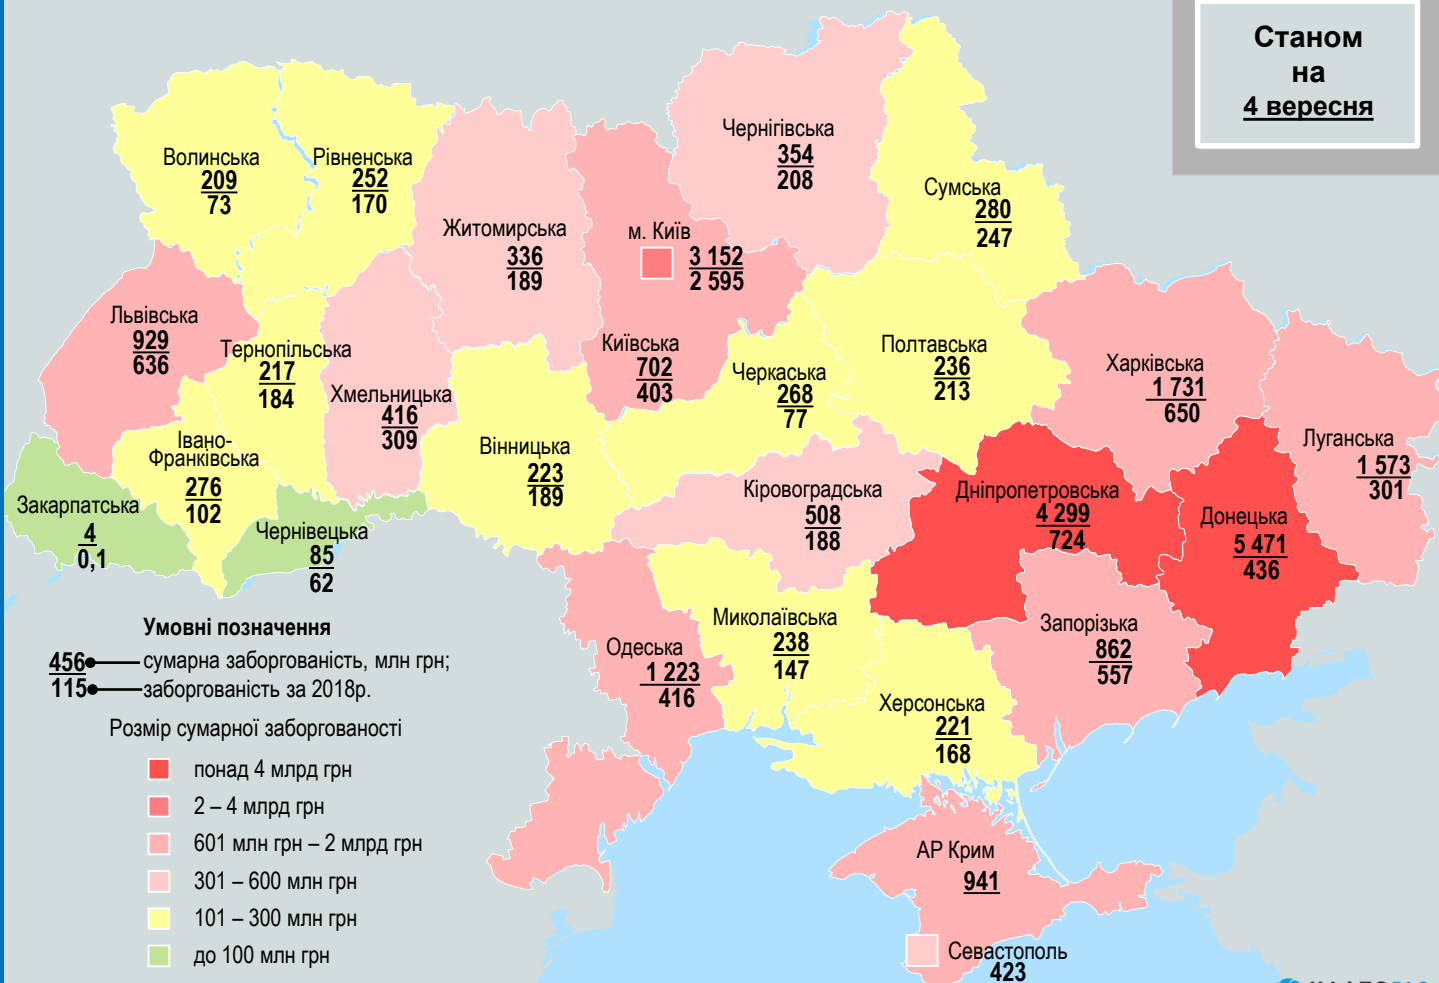 Станом
на
4 вересня
Чернігівська
354
208
Волинська
209
73
Рівненська
252
170
Сумська
280
247
Житомирська
336
189
м. Київ
3 152
2 595
Львівська
929
636
Тернопільська
217
184
Хмельницька
416
309
Київська
702
403
Черкаська
268
77
Полтавська
236
213
Харківська
1 731
650
Луганська
1 573
301
Івано-
Франківська
276
102
Вінницька
223
189
Закарпатська
4
0,1
Чернівецька
85
62
Кіровоградська
508
188
Дніпропетровська
4 299
724
Донецька
5 471
436
Одеська
1 223
416
Миколаївська
238
147
Запорізька
862
557
Херсонська
221
168
АР Крим
941
Севастополь
423
Умовні позначення
456 сумарна заборгованість, млн грн;
115 заборгованість за 2018р.
Розмір сумарної заборгованості
понад 4 млрд грн
2 – 4 млрд грн
601 млн грн – 2 млрд грн
301 – 600 млн грн
101 – 300 млн грн
до 100 млн грн